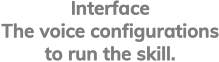 Interface
The voice configurations
to run the skill.